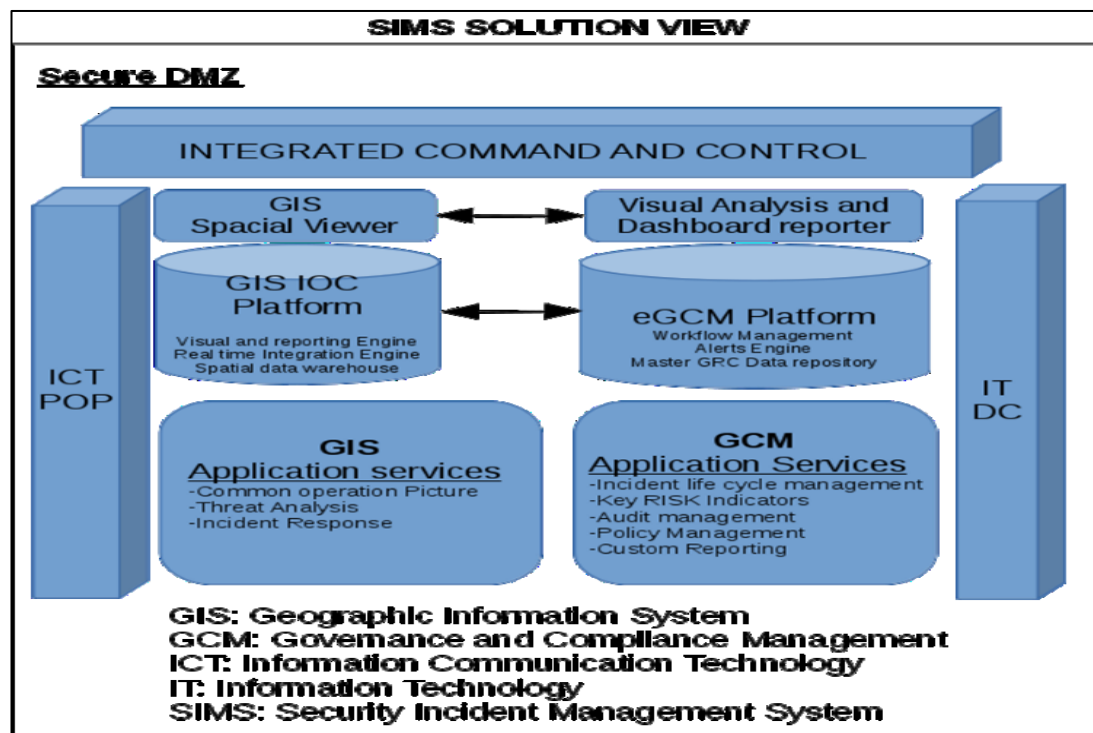 SIMS SOLUTION VIEW
Secure DMZ
INTEGRATED COMMAND AND CONTROL
ICT
POP
GIS
Spacial Viewer
Visual Analysis and
Dashboard reporter
GIS IOC
Platform
Visual and reporting Engine
Real time Integration Engine
Spatial data warehouse
eGCM Platform
Workflow Management
Alerts Engine
Master GRC Data repository
IT
DC
GIS
Application services
-Common operation Picture
-Threat Analysis
-Incident Response
GCM
Application Services
-Incident life cycle management
-Key RISK Indicators
-Audit management
-Policy Management
-Custom Reporting
GIS: Geographic Information System
GCM: Governance and Compliance Management
ICT: Information Communication Technology
IT: Information Technology
SIMS: Security Incident Management System